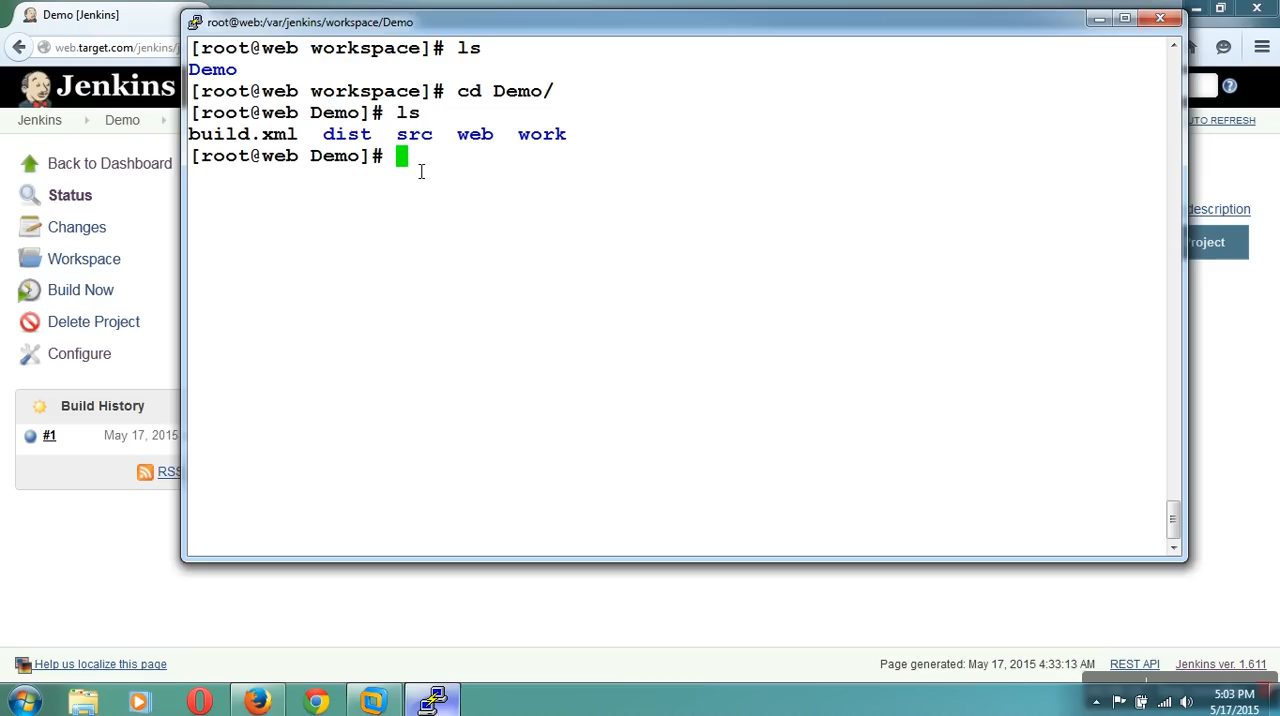 Demo [Jenkins]
web.target.com/jenkins/j
root@web:/var/jenkins/workspace/Demo
[root@web workspace]# ls
Demo
[root@web workspace]# cd Demo/
[root@web Demo]# ls
build.xml dist src web work
[root@web Demo]#
Jenkins
Jenkins Demo
UTO REFRESH
Back to Dashboard
Status
Changes
Workspace
Build Now
Delete Project
Configure
description
roject
Build History
#1 May 17, 2015
RSS
Help us localize this page
Page generated: May 17, 2015 4:33:13 AM REST API Jenkins ver. 1.611
5:03 PM
5/17/2015